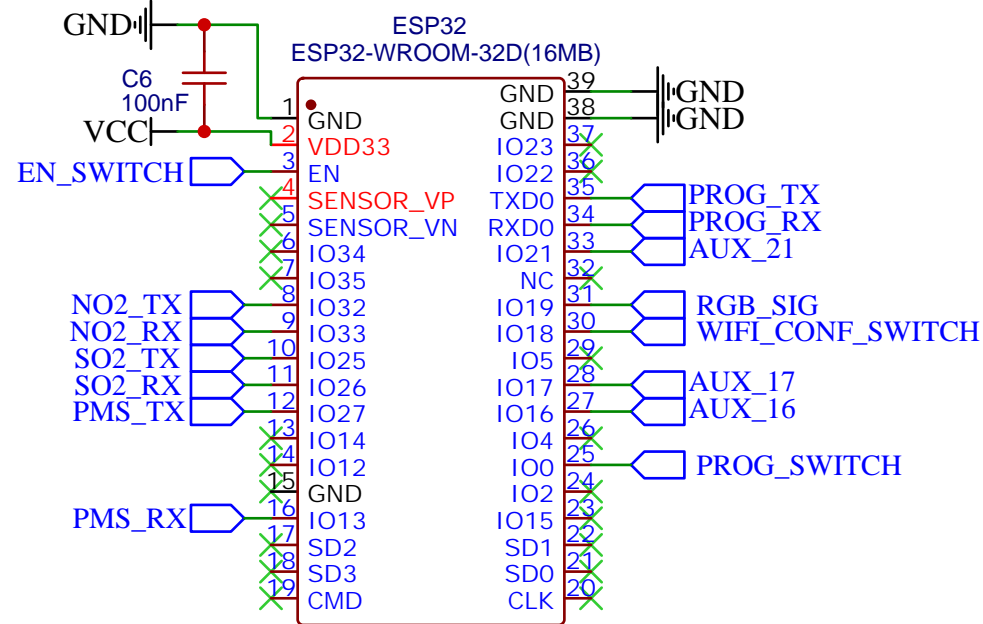 ESP32
ESP32-WROOM-32D(16MB)
GND
C6
100nF
VCC
EN_SWITCH
NO2_TX
NO2_RX
SO2_TX
SO2_RX
PMS_TX
PMS_RX
1 GND
2 VDD33
3 EN
4 SENSOR_VP
5 SENSOR_VN
6 IO34
7 IO35
8 IO32
9 IO33
10 IO25
11 IO26
12 IO27
13 IO14
14 IO12
15 GND
16 IO13
17 SD2
18 SD3
19 CMD
GND 39 GND
GND 38 GND
IO23 37
IO22 36
TXD0 35 PROG_TX
RXD0 34 PROG_RX
IO21 33 AUX_21
NC 32
IO19 31 RGB_SIG
IO18 30 WIFI_CONF_SWITCH
IO5 29
IO17 28 AUX_17
IO16 27 AUX_16
IO4 26
IO0 25 PROG_SWITCH
IO2 24
IO15 23
SD1 22
SD0 21
CLK 20